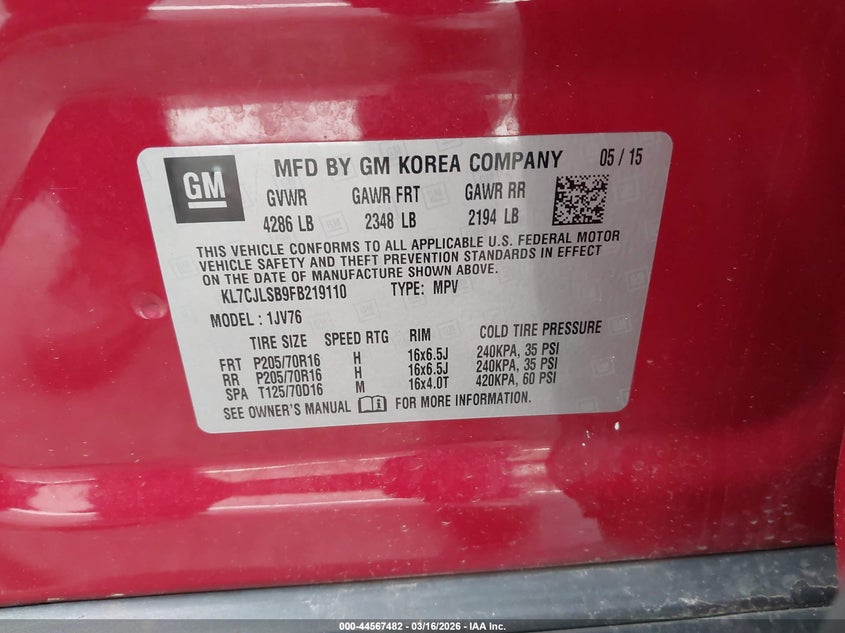 GM MFD BY GM KOREA COMPANY 05 / 15
GVWR GAWR FRT GAWR RR
4286 LB 2348 LB 2194 LB
THIS VEHICLE CONFORMS TO ALL APPLICABLE U.S. FEDERAL MOTOR
VEHICLE SAFETY AND THEFT PREVENTION STANDARDS IN EFFECT
ON THE DATE OF MANUFACTURE SHOWN ABOVE.
KL7CJLSB9FB219110 TYPE: MPV
MODEL : 1JV76
TIRE SIZE SPEED RTG RIM COLD TIRE PRESSURE
FRT P205/70R16 H 16x6.5J 240KPA, 35 PSI
RR P205/70R16 H 16x6.5J 240KPA, 35 PSI
SPA T125/70D16 M 16x4.0T 420KPA, 60 PSI
SEE OWNER'S MANUAL FOR MORE INFORMATION.
000-44567482 - 03/16/2026 - IAA Inc.